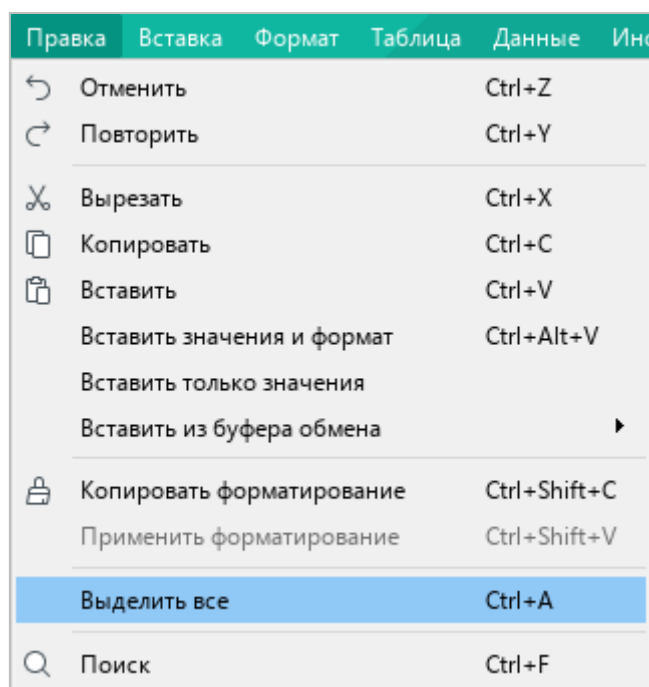 Правка Вставка Формат Таблица Данные
Отменить Ctrl+Z
Повторить Ctrl+Y
Вырезать Ctrl+X
Копировать Ctrl+C
Вставить Ctrl+V
Вставить значения и формат Ctrl+Alt+V
Вставить только значения
Вставить из буфера обмена
Копировать форматирование Ctrl+Shift+C
Применить форматирование Ctrl+Shift+V
Выделить все Ctrl+A
Поиск Ctrl+F